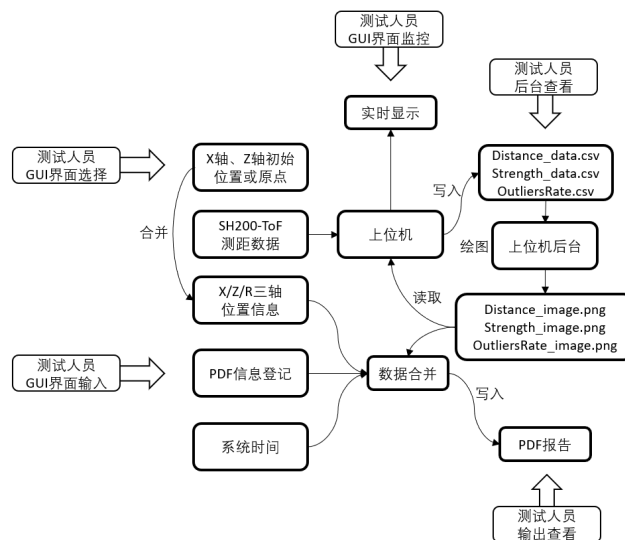 测试人员
GUI界面监控
测试人员
后台查看
实时显示
测试人员
GUI界面选择
X轴、Z轴初始
位置或原点
Distance_data.csv
Strength_data.csv
OutliersRate.csv
写入
合并
SH200-ToF
测距数据
上位机
绘图
上位机后台
X/Z/R三轴
位置信息
读取
Distance_image.png
Strength_image.png
OutliersRate_image.png
测试人员
GUI界面输入
PDF信息登记
数据合并
写入
系统时间
PDF报告
测试人员
输出查看